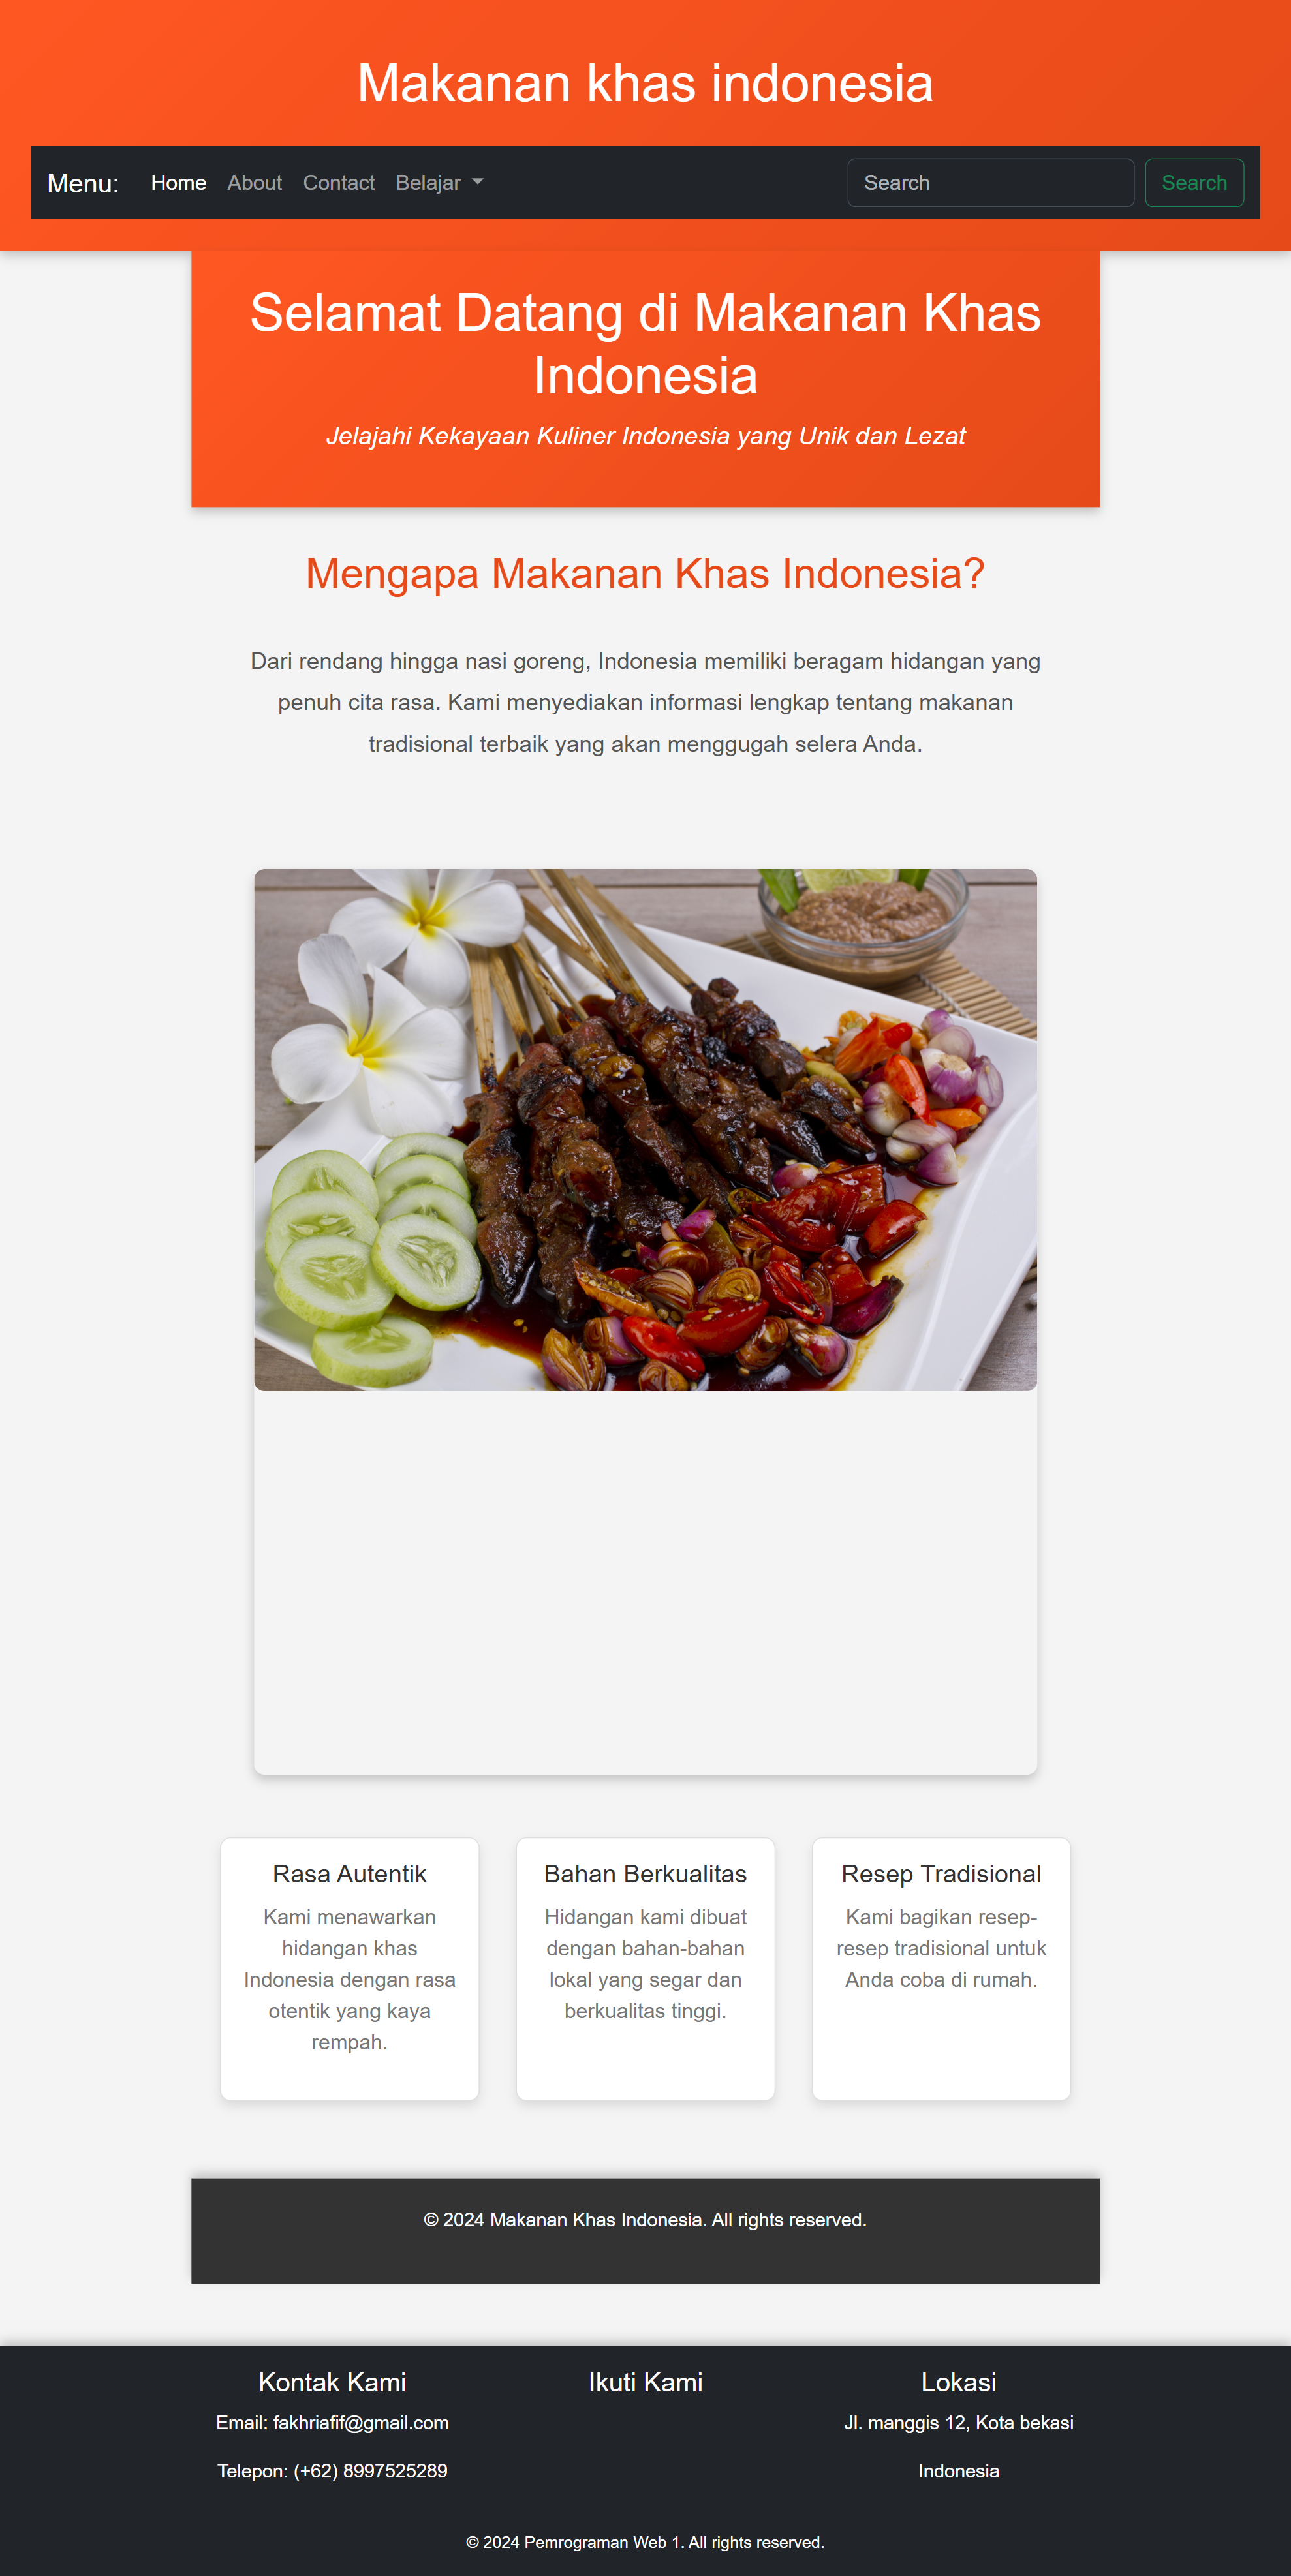 Makanan khas indonesia
Menu: Home About Contact Belajar Search Search
Selamat Datang di Makanan Khas
Indonesia
Jelajahi Kekayaan Kuliner Indonesia yang Unik dan Lezat
Mengapa Makanan Khas Indonesia?
Dari rendang hingga nasi goreng, Indonesia memiliki beragam hidangan yang
penuh cita rasa. Kami menyediakan informasi lengkap tentang makanan
tradisional terbaik yang akan menggugah selera Anda.
Rasa Autentik
Kami menawarkan
hidangan khas
Indonesia dengan rasa
otentik yang kaya
rempah.
Bahan Berkualitas
Hidangan kami dibuat
dengan bahan-bahan
lokal yang segar dan
berkualitas tinggi.
Resep Tradisional
Kami bagikan resep-
resep tradisional untuk
Anda coba di rumah.
© 2024 Makanan Khas Indonesia. All rights reserved.
Kontak Kami
Email: fakhriafif@gmail.com
Telepon: (+62) 8997525289
Ikuti Kami
Lokasi
Jl. manggis 12, Kota bekasi
Indonesia
© 2024 Pemrograman Web 1. All rights reserved.